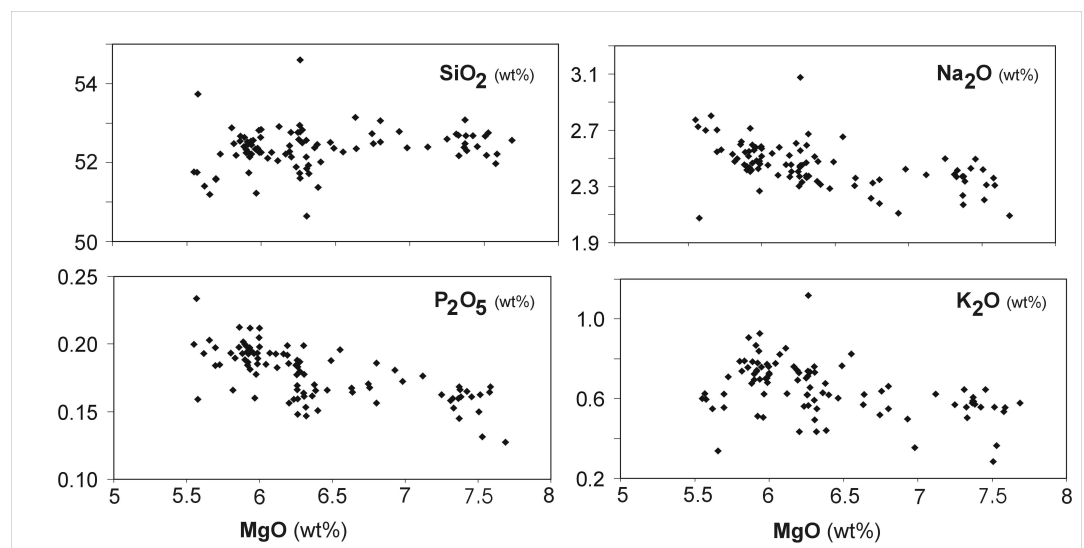 SiO2 (wt%)
54
52
50
Na2O (wt%)
3.1
2.7
2.3
1.9
P2O5 (wt%)
0.25
0.20
0.15
0.10
5 5.5 6 6.5 7 7.5 8
MgO (wt%)
K2O (wt%)
1.0
0.6
0.2
5 5.5 6 6.5 7 7.5 8
MgO (wt%)